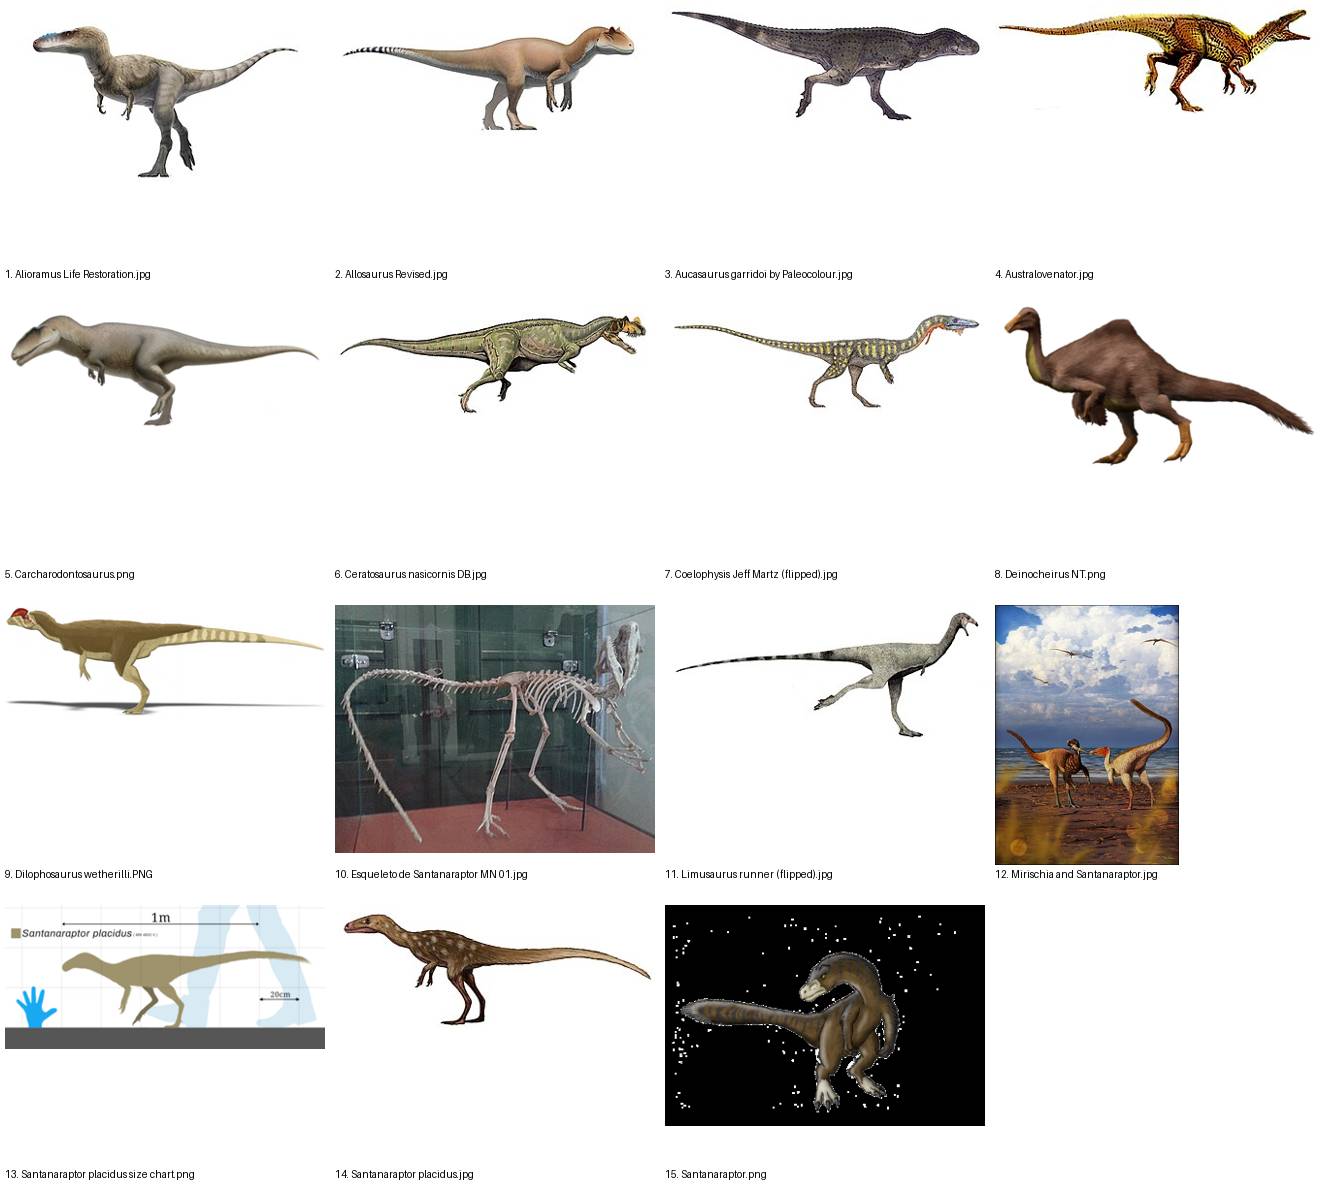 1. Alioramus Life Restoration.jpg
2. Allosaurus Revised.jpg
3. Aucasaurus garridoi by Paleocolour.jpg
4. Australovenator.jpg
5. Carcharodontosaurus.png
6. Ceratosaurus nasicornis DB.jpg
7. Coelophysis Jeff Martz (flipped).jpg
8. Deinocheirus NT.png
9. Dilophosaurus wetherilli.PNG
10. Esqueleto de Santanaraptor MN 01.jpg
11. Limusaurus runner (flipped).jpg
12. Mirischia and Santanaraptor.jpg
1m
Santanaraptor placidus
20cm
13. Santanaraptor placidus size chart.png
14. Santanaraptor placidus.jpg
15. Santanaraptor.png